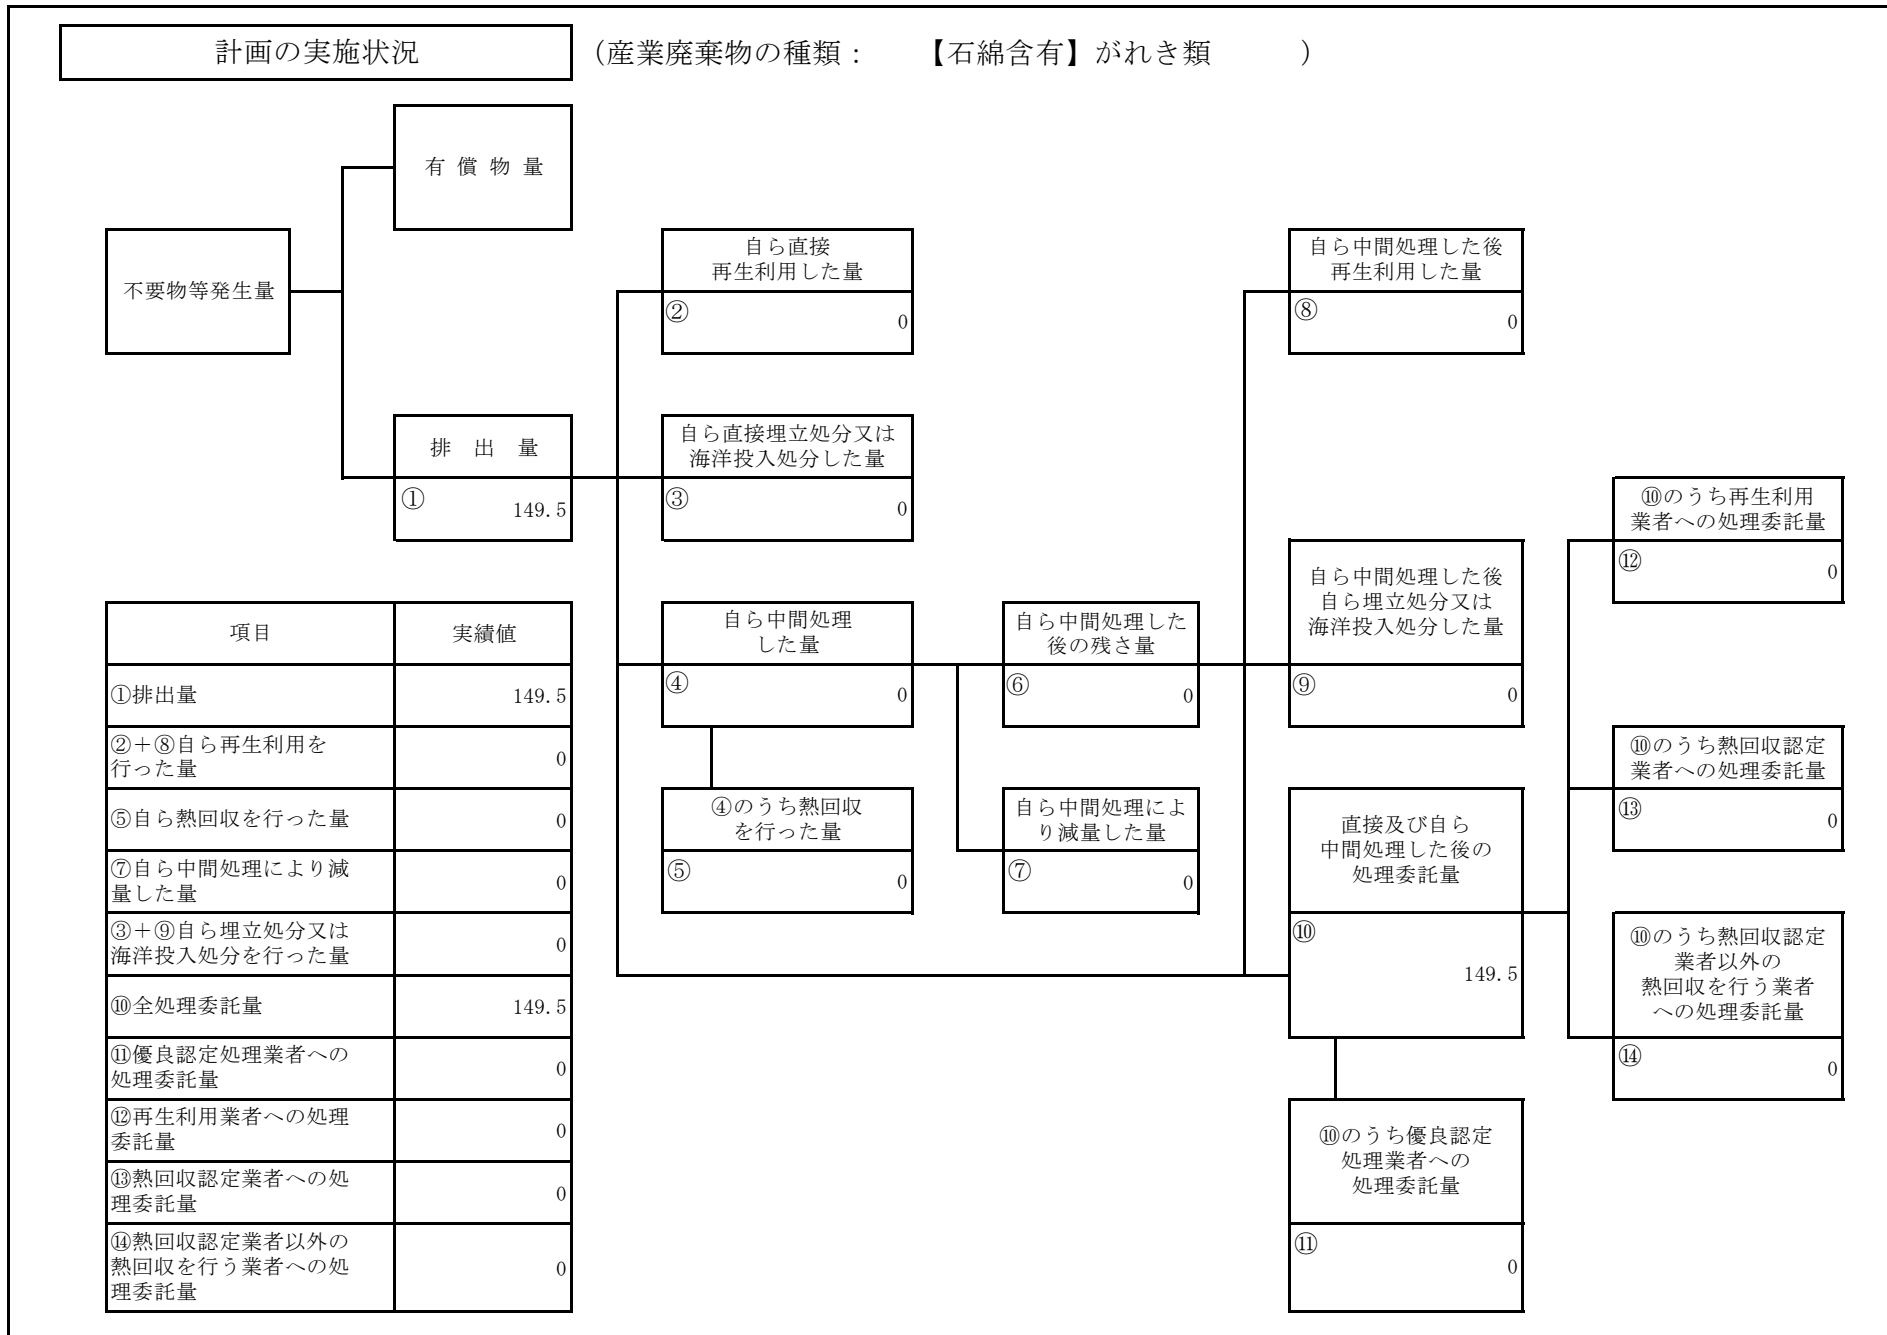 計画の実施状況
（産業廃棄物の種類： 【石綿含有】がれき類 ）
有 償 物 量
不要物等発生量
排 出 量
① 149.5
自ら直接
再生利用した量
② 0
自ら直接埋立処分又は
海洋投入処分した量
③ 0
自ら中間処理
した量
④ 0
④のうち熱回収
を行った量
⑤ 0
自ら中間処理した
後の残さ量
⑥ 0
自ら中間処理によ
り減量した量
⑦ 0
自ら中間処理した後
再生利用した量
⑧ 0
自ら中間処理した後
自ら埋立処分又は
海洋投入処分した量
⑨ 0
直接及び自ら
中間処理した後の
処理委託量
⑩
149.5
⑩のうち優良認定
処理業者への
処理委託量
⑪
0
⑩のうち再生利用
業者への処理委託量
⑫ 0
⑩のうち熱回収認定
業者への処理委託量
⑬ 0
⑩のうち熱回収認定
業者以外の
熱回収を行う業者
への処理委託量
⑭ 0
項目 実績値
①排出量 149.5
②＋⑧自ら再生利用を
行った量 0
⑤自ら熱回収を行った量 0
⑦自ら中間処理により減
量した量 0
③＋⑨自ら埋立処分又は
海洋投入処分を行った量 0
⑩全処理委託量 149.5
⑪優良認定処理業者への
処理委託量 0
⑫再生利用業者への処理
委託量 0
⑬熱回収認定業者への処
理委託量 0
⑭熱回収認定業者以外の
熱回収を行う業者への処
理委託量 0